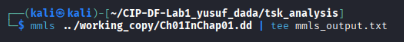 ┌──(kali㉿kali)-[~/CIP-DF-Lab1_yusuf_dada/tsk_analysis]
└─$ mmls ../working_copy/Ch01InChap01.dd | tee mmls_output.txt